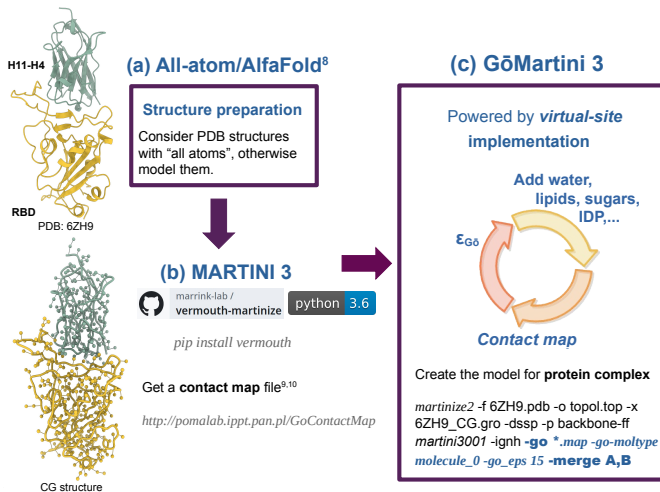 H11-H4
RBD
PDB: 6ZH9
CG structure
(a) All-atom/AlfaFold⁸
Structure preparation
Consider PDB structures
with “all atoms”, otherwise
model them.
(b) MARTINI 3
marrink-lab /
vermouth-martinize
python 3.6
pip install vermouth
Get a contact map file⁹,¹⁰
http://pomalab.ippt.pan.pl/GoContactMap
(c) GōMartini 3
Powered by virtual-site
implementation
Add water,
lipids, sugars,
IDP,...
εGō
Contact map
Create the model for protein complex
martinize2 -f 6ZH9.pdb -o topol.top -x
6ZH9_CG.gro -dssp -p backbone-ff
martini3001 -ignh -go *.map -go-moltype
molecule_0 -go_eps 15 -merge A,B